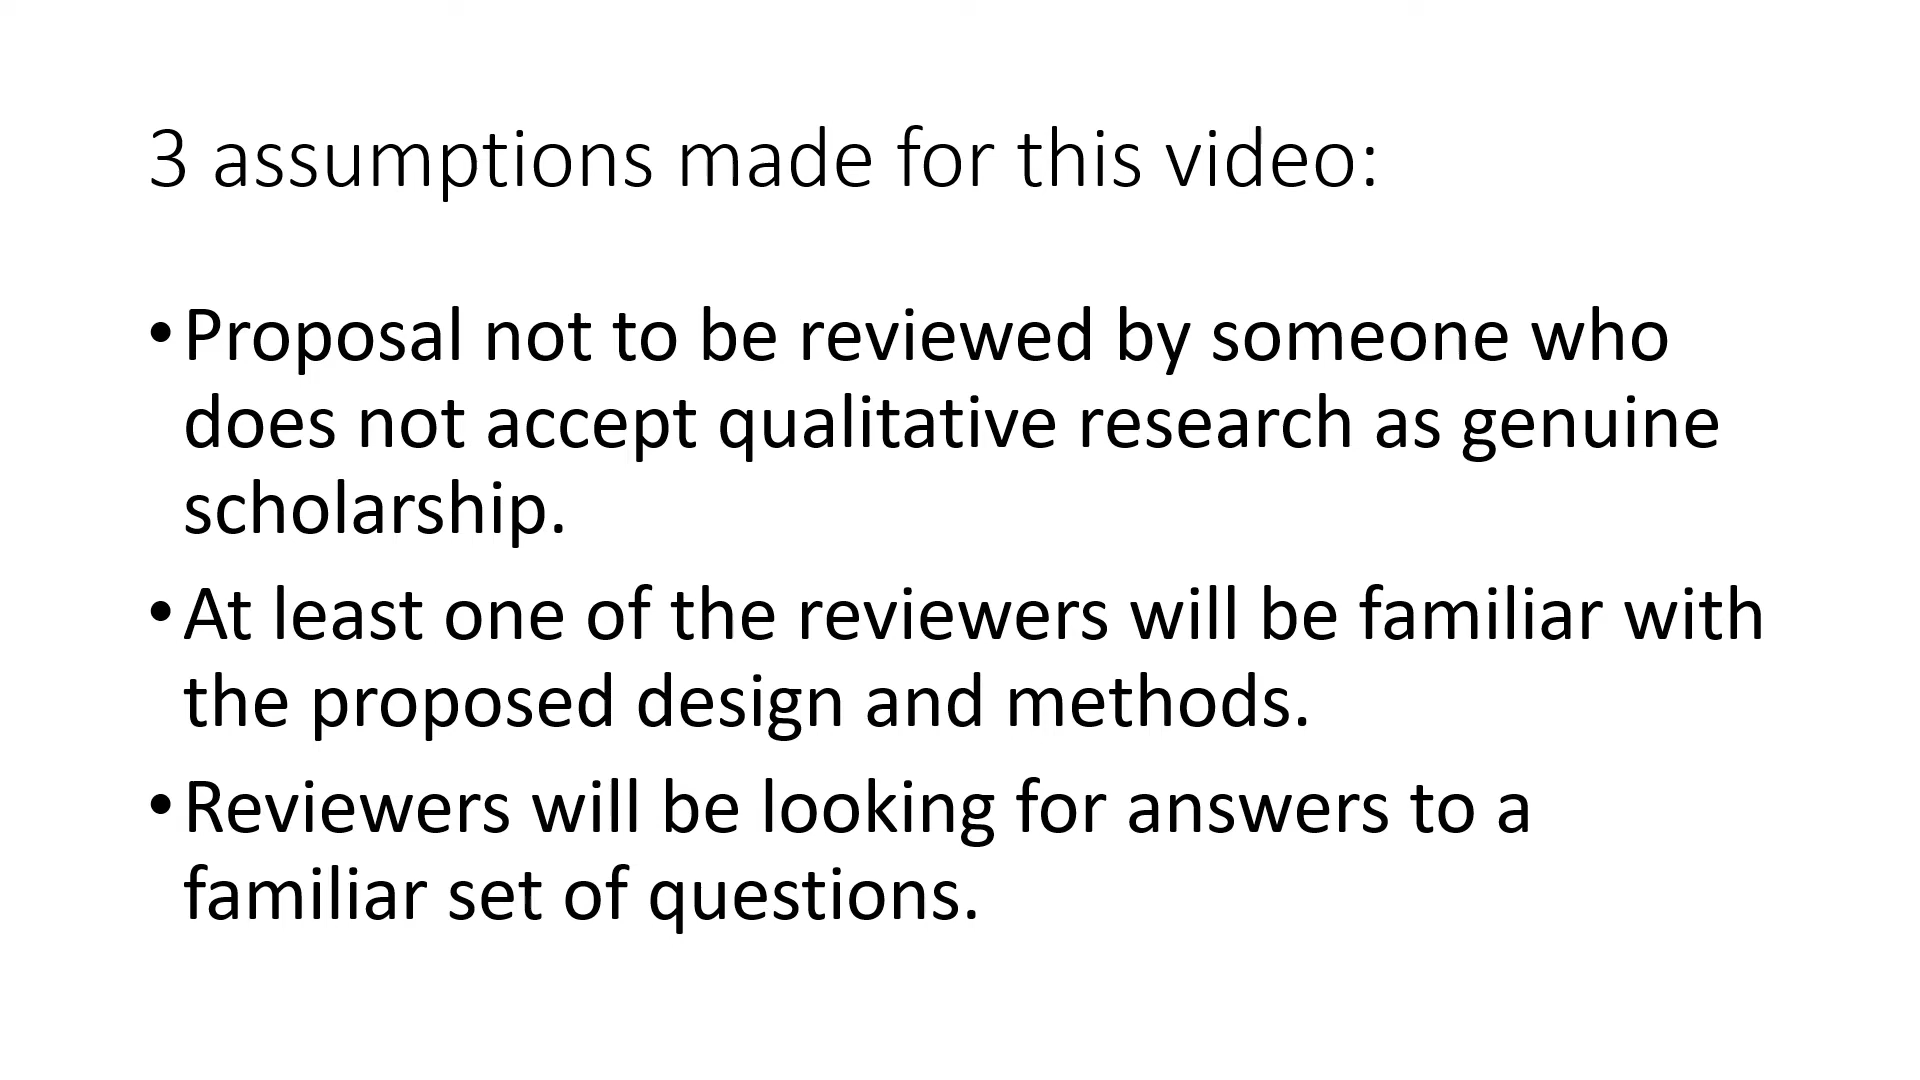 3 assumptions made for this video:
•Proposal not to be reviewed by someone who
does not accept qualitative research as genuine
scholarship.
•At least one of the reviewers will be familiar with
the proposed design and methods.
•Reviewers will be looking for answers to a
familiar set of questions.